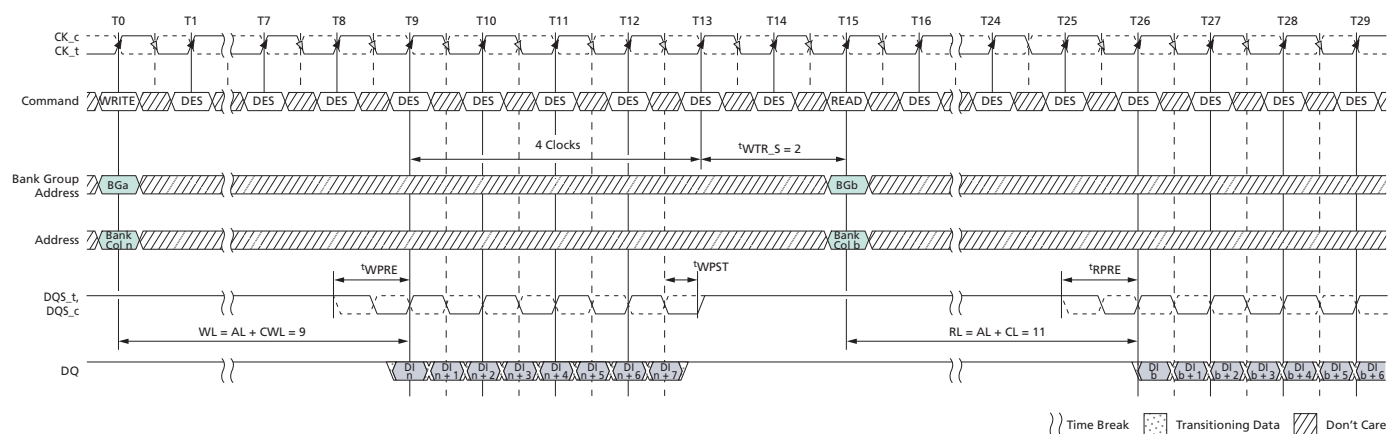 T0 T1 T7 T8 T9 T10 T11 T12 T13 T14 T15 T16 T24 T25 T26 T27 T28 T29
CK_c
CK_t
Command WRITE DES DES DES DES DES DES DES DES DES READ DES DES DES DES DES DES DES
4 Clocks tWTR_S = 2
Bank Group
Address BGa BGb
Address Bank
Col n Bank
Col b
tWPRE tWPST tRPRE
DQS_t,
DQS_c
WL = AL + CWL = 9 RL = AL + CL = 11
DQ DI
n DI
n + 1 DI
n + 2 DI
n + 3 DI
n + 4 DI
n + 5 DI
n + 6 DI
n + 7 DI
b DI
b + 1 DI
b + 2 DI
b + 3 DI
b + 4 DI
b + 5 DI
b + 6
Time Break Transitioning Data Don't Care